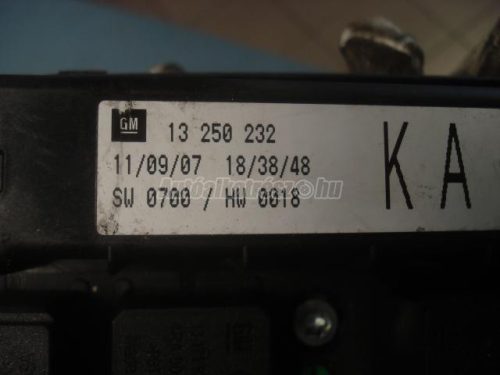 GM 13 250 232
11/09/07 18/38/48
SW 0700 / HW 0018
KA